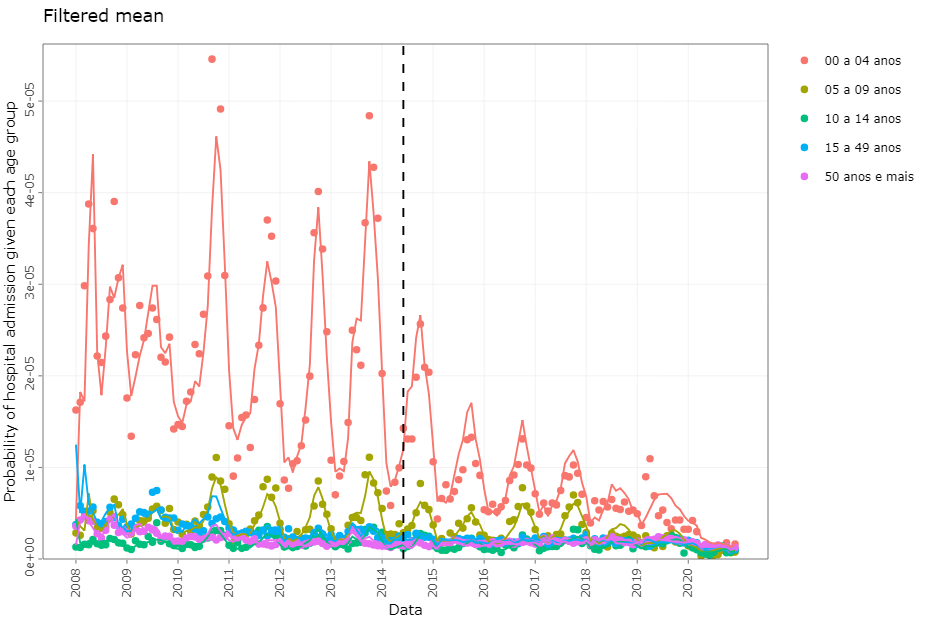 Filtered mean
Probability of hospital admission given each age group
5e-05
4e-05
3e-05
2e-05
1e-05
0e+00
2008
2009
2010
2011
2012
2013
2014
2015
2016
2017
2018
2019
2020
Data
00 a 04 anos
05 a 09 anos
10 a 14 anos
15 a 49 anos
50 anos e mais